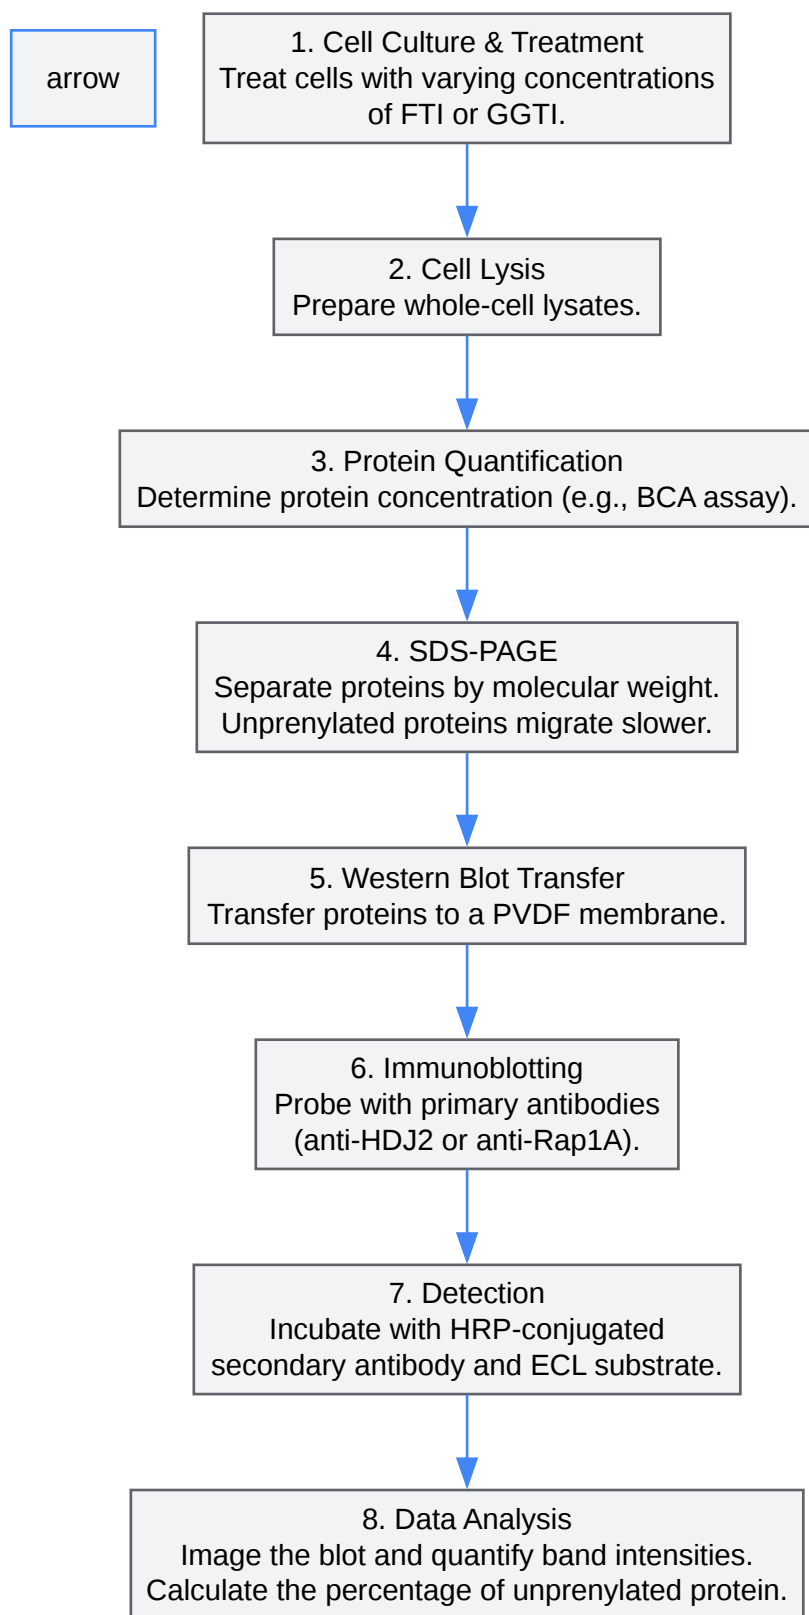 arrow
1. Cell Culture & Treatment
Treat cells with varying concentrations
of FTI or GGTI.
2. Cell Lysis
Prepare whole-cell lysates.
3. Protein Quantification
Determine protein concentration (e.g., BCA assay).
4. SDS-PAGE
Separate proteins by molecular weight.
Unprenylated proteins migrate slower.
5. Western Blot Transfer
Transfer proteins to a PVDF membrane.
6. Immunoblotting
Probe with primary antibodies
(anti-HDJ2 or anti-Rap1A).
7. Detection
Incubate with HRP-conjugated
secondary antibody and ECL substrate.
8. Data Analysis
Image the blot and quantify band intensities.
Calculate the percentage of unprenylated protein.